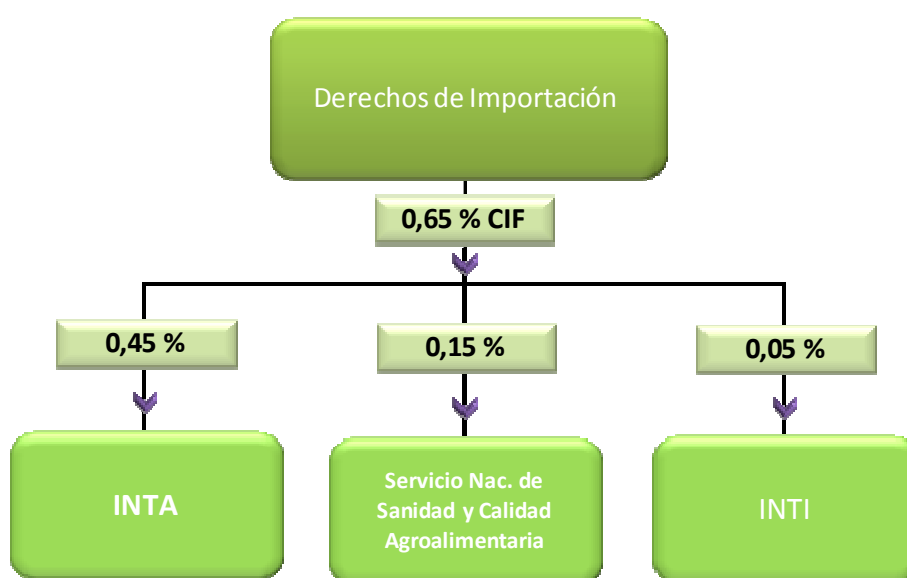 Derechos de Importación
0,65 % CIF
0,45 %
0,15 %
0,05 %
INTA
Servicio Nac. de
Sanidad y Calidad
Agroalimentaria
INTI